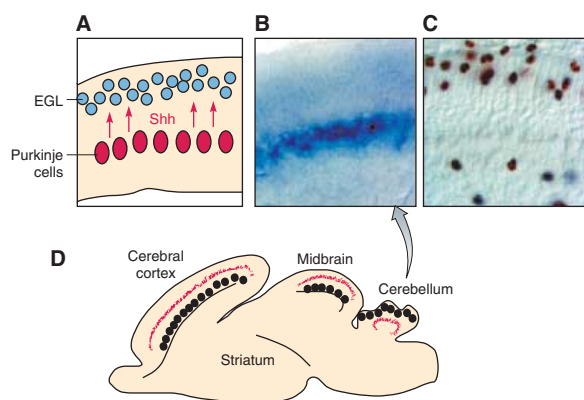 A
B
C
EGL
Shh
Purkinje
cells
D
Cerebral
cortex
Midbrain
Cerebellum
Striatum